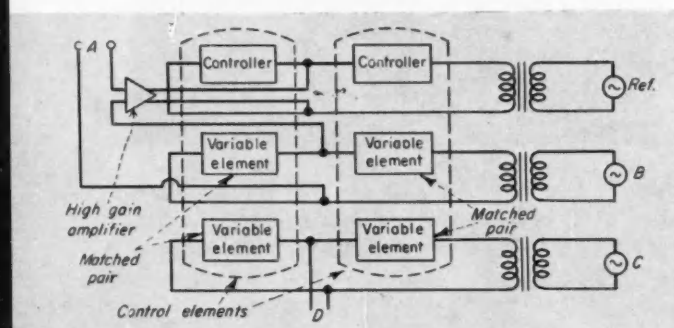 A
Controller
Controller
Ref.
Variable
element
Variable
element
B
High gain
amplifier
Matched
pair
Matched
pair
Variable
element
Variable
element
C
Control elements
D